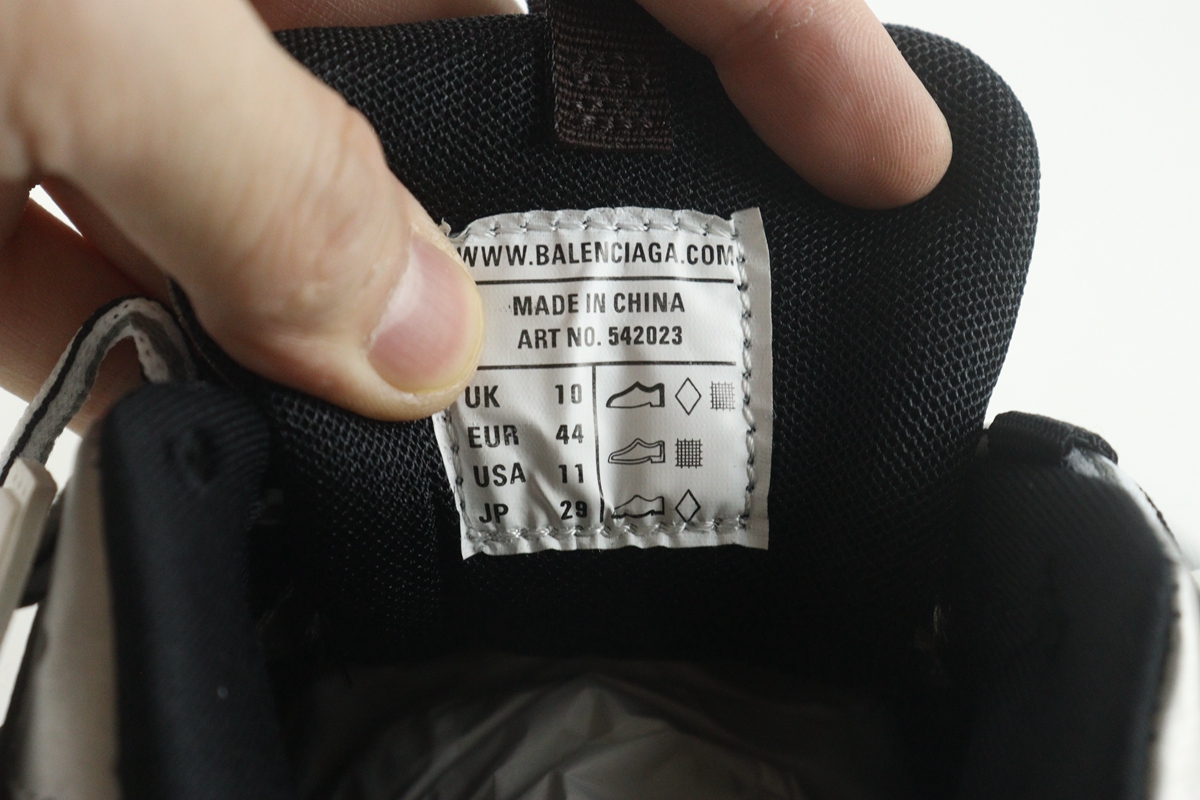 WWW.BALENCIAGA.COM
MADE IN CHINA
ART NO. 542023
UK 10
EUR 44
USA 11
JP 29